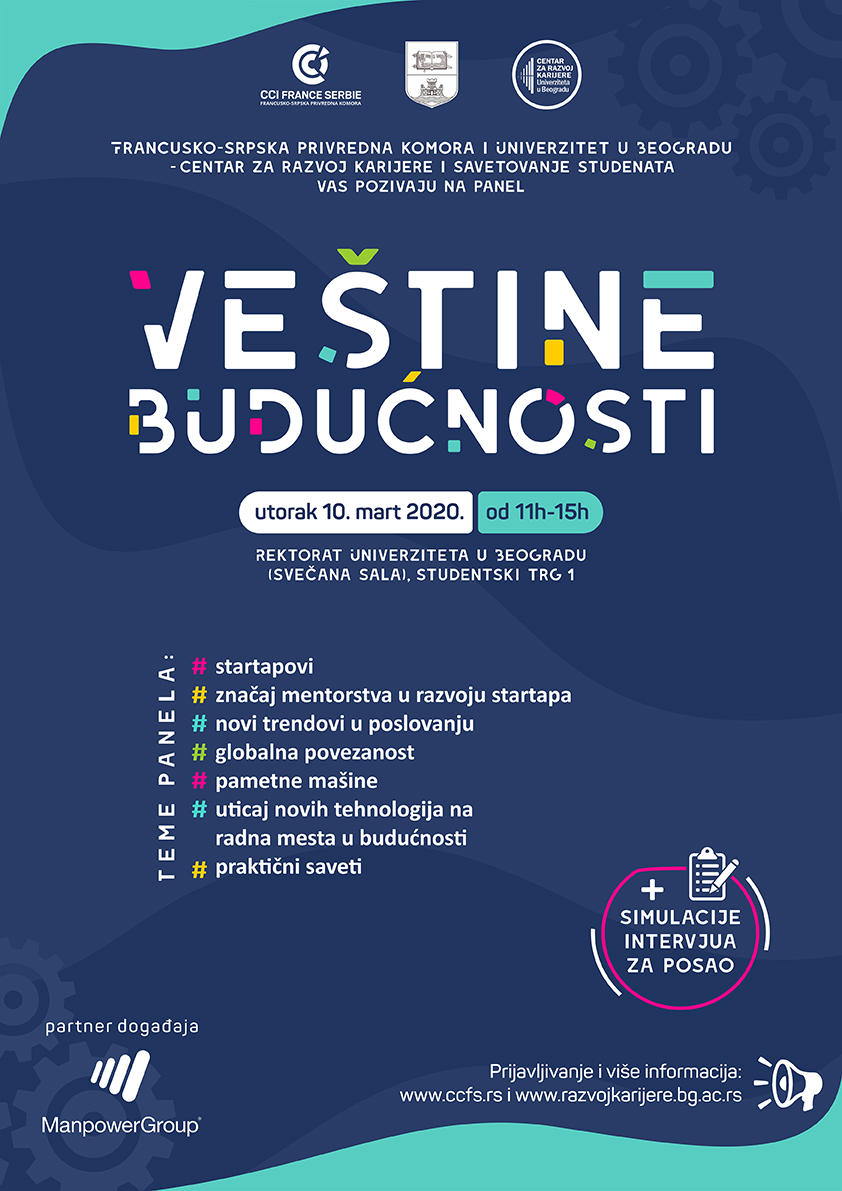 CCI FRANCE SERBIE
FRANCUSKO-SRPSKA PRIVREDNA KOMORA
CENTAR
ZA RAZVOJ
KARIJERE
Univerziteta
u Beogradu
FRANCUSKO-SRPSKA PRIVREDNA KOMORA I UNIVERZITET U BEOGRADU
- CENTAR ZA RAZVOJ KARIJERE I SAVETOVANJE STUDENATA
VAS POZIVAJU NA PANEL
VEŠTINE
BUDUĆNOSTI
utorak 10. mart 2020. od 11h-15h
REKTORAT UNIVERZITETA U BEOGRADU
(SVEČANA SALA), STUDENTSKI TRG 1
TEME PANELA:
# startapovi
# značaj mentorstva u razvoju startapa
# novi trendovi u poslovanju
# globalna povezanost
# pametne mašine
# uticaj novih tehnologija na
radna mesta u budućnosti
# praktični saveti
+
SIMULACIJE
INTERVJUA
ZA POSAO
partner događaja
ManpowerGroup®
Prijavljivanje i više informacija:
www.ccfs.rs i www.razvojkarijere.bg.ac.rs